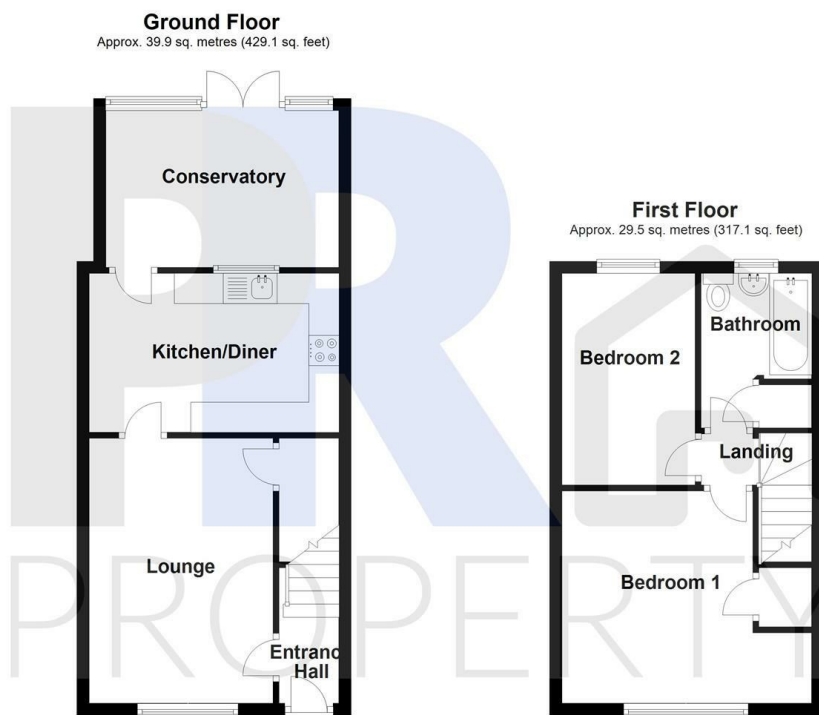 Ground Floor
Approx. 39.9 sq. metres (429.1 sq. feet)
Conservatory
Kitchen/Diner
Lounge
Entranc
Hall
First Floor
Approx. 29.5 sq. metres (317.1 sq. feet)
Bathroom
Bedroom 2
Landing
Bedroom 1
PR
PROPERTY